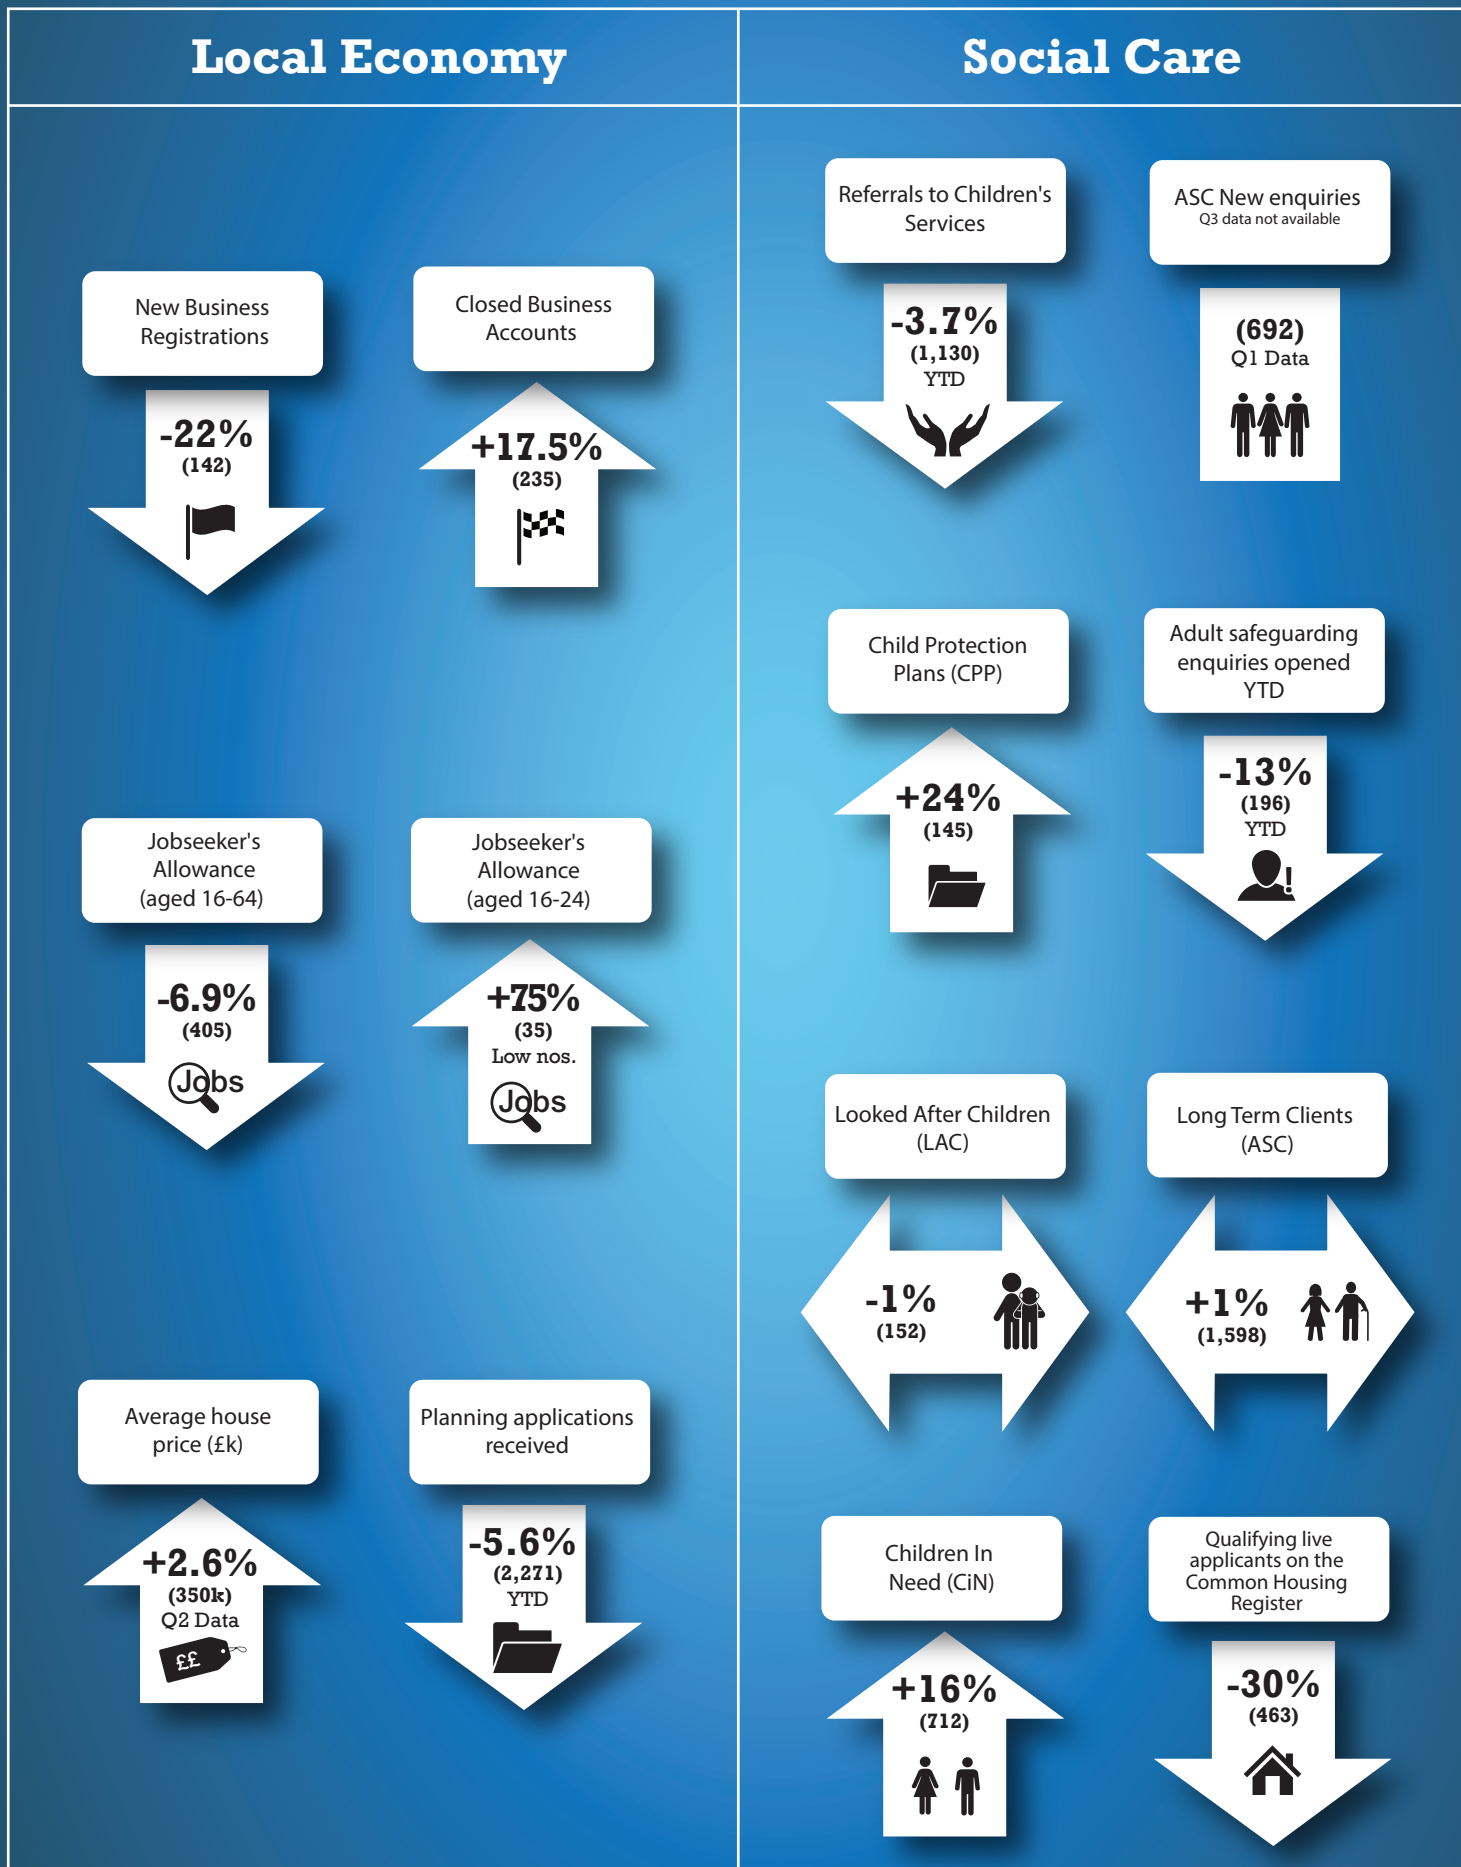 Local Economy
New Business
Registrations
-22%
(142)
Closed Business
Accounts
+17.5%
(235)
Jobseeker's
Allowance
(aged 16-64)
-6.9%
(405)
Jobs
Jobseeker's
Allowance
(aged 16-24)
+75%
(35)
Low nos.
Jobs
Average house
price (£k)
+2.6%
(350k)
Q2 Data
££
Planning applications
received
-5.6%
(2,271)
YTD
Social Care
Referrals to Children's
Services
-3.7%
(1,130)
YTD
ASC New enquiries
Q3 data not available
(692)
Q1 Data
Child Protection
Plans (CPP)
+24%
(145)
Adult safeguarding
enquiries opened
YTD
-13%
(196)
YTD
!
Looked After Children
(LAC)
-1%
(152)
Long Term Clients
(ASC)
+1%
(1,598)
Children In
Need (CiN)
+16%
(712)
Qualifying live
applicants on the
Common Housing
Register
-30%
(463)